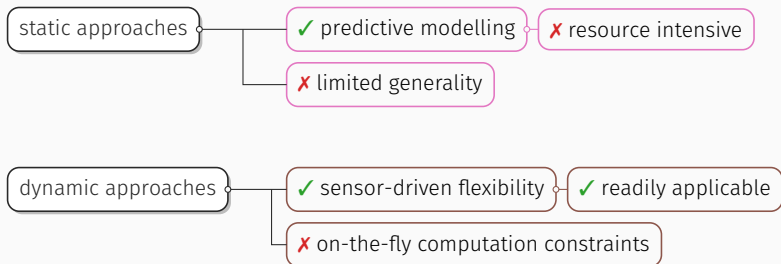 static approaches
✓ predictive modelling
✗ resource intensive
✗ limited generality
dynamic approaches
✓ sensor-driven flexibility
✓ readily applicable
✗ on-the-fly computation constraints